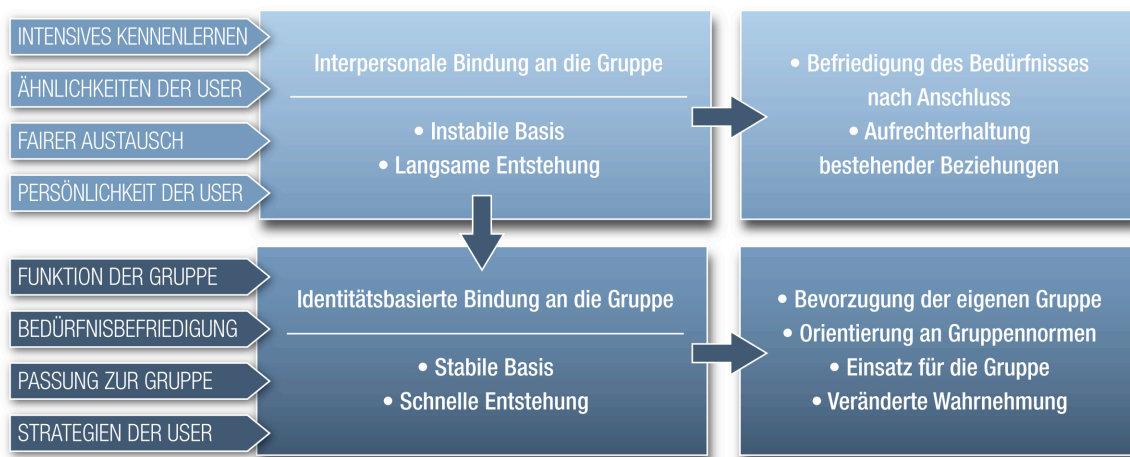 INTENSIVES KENNENLERNEN
ÄHNLICHKEITEN DER USER
FAIRER AUSTAUSCH
PERSÖNLICHKEIT DER USER
Interpersonale Bindung an die Gruppe
• Instabile Basis
• Langsame Entstehung
• Befriedigung des Bedürfnisses
nach Anschluss
• Aufrechterhaltung
bestehender Beziehungen
FUNKTION DER GRUPPE
BEDÜRFNISBEFRIEDIGUNG
PASSUNG ZUR GRUPPE
STRATEGIEN DER USER
Identitätsbasierte Bindung an die Gruppe
• Stabile Basis
• Schnelle Entstehung
• Bevorzugung der eigenen Gruppe
• Orientierung an Gruppennormen
• Einsatz für die Gruppe
• Veränderte Wahrnehmung